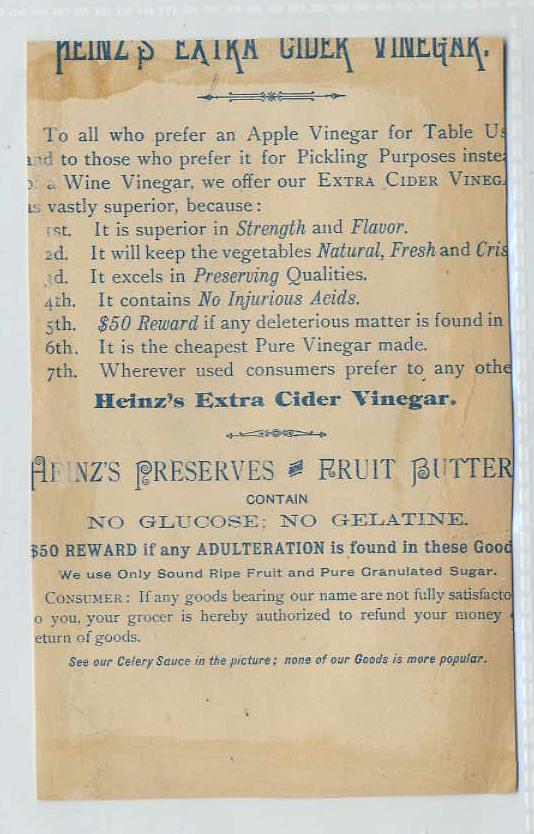 HEINZ'S EXTRA CIDER VINEGAR.
To all who prefer an Apple Vinegar for Table Us
and to those who prefer it for Pickling Purposes inste
of a Wine Vinegar, we offer our EXTRA CIDER VINEG
as vastly superior, because:
1st. It is superior in Strength and Flavor.
2d. It will keep the vegetables Natural, Fresh and Cris
3d. It excels in Preserving Qualities.
4th. It contains No Injurious Acids.
5th. $50 Reward if any deleterious matter is found in
6th. It is the cheapest Pure Vinegar made.
7th. Wherever used consumers prefer to any othe
Heinz's Extra Cider Vinegar.
HEINZ'S PRESERVES AND FRUIT BUTTER
CONTAIN
NO GLUCOSE; NO GELATINE.
$50 REWARD if any ADULTERATION is found in these Good
We use Only Sound Ripe Fruit and Pure Granulated Sugar.
CONSUMER: If any goods bearing our name are not fully satisfacto
o you, your grocer is hereby authorized to refund your money
eturn of goods.
See our Celery Sauce in the picture; none of our Goods is more popular.